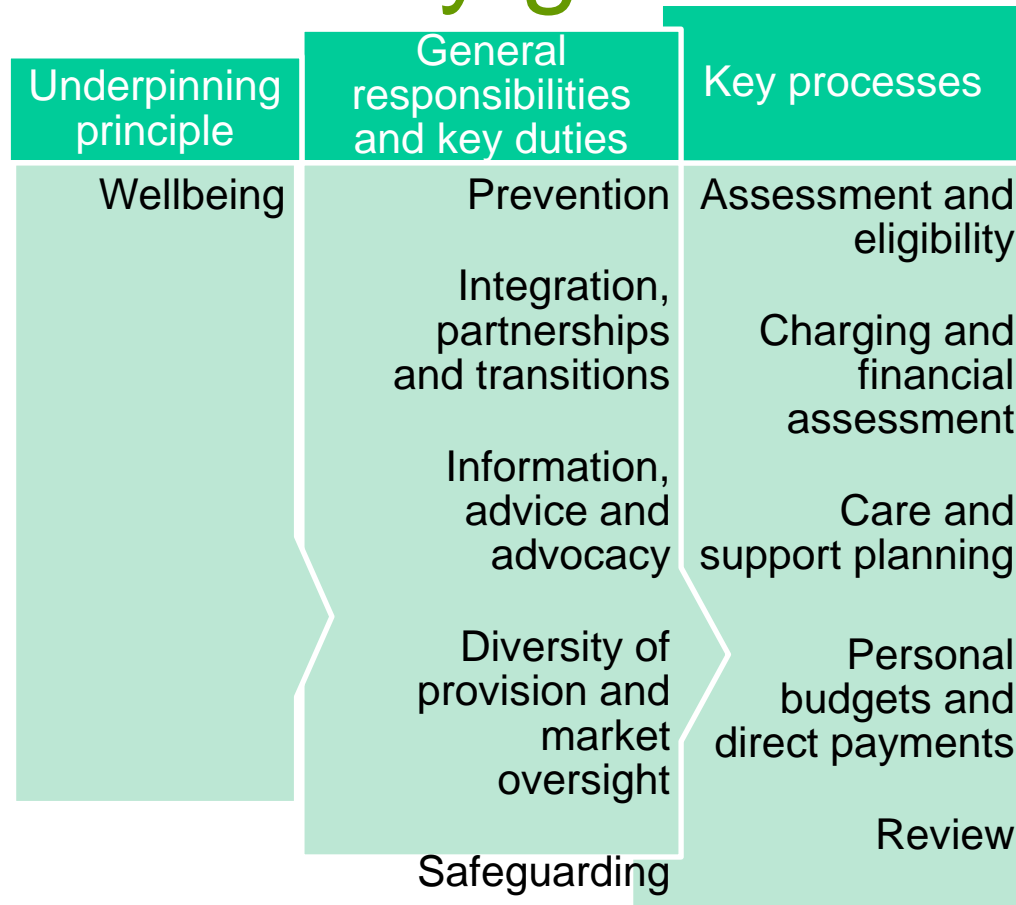 Underpinning
principle
General
responsibilities
and key duties
Key processes
Wellbeing
Prevention
Integration,
partnerships
and transitions
Information,
advice and
advocacy
Diversity of
provision and
market
oversight
Safeguarding
Assessment and
eligibility
Charging and
financial
assessment
Care and
support planning
Personal
budgets and
direct payments
Review